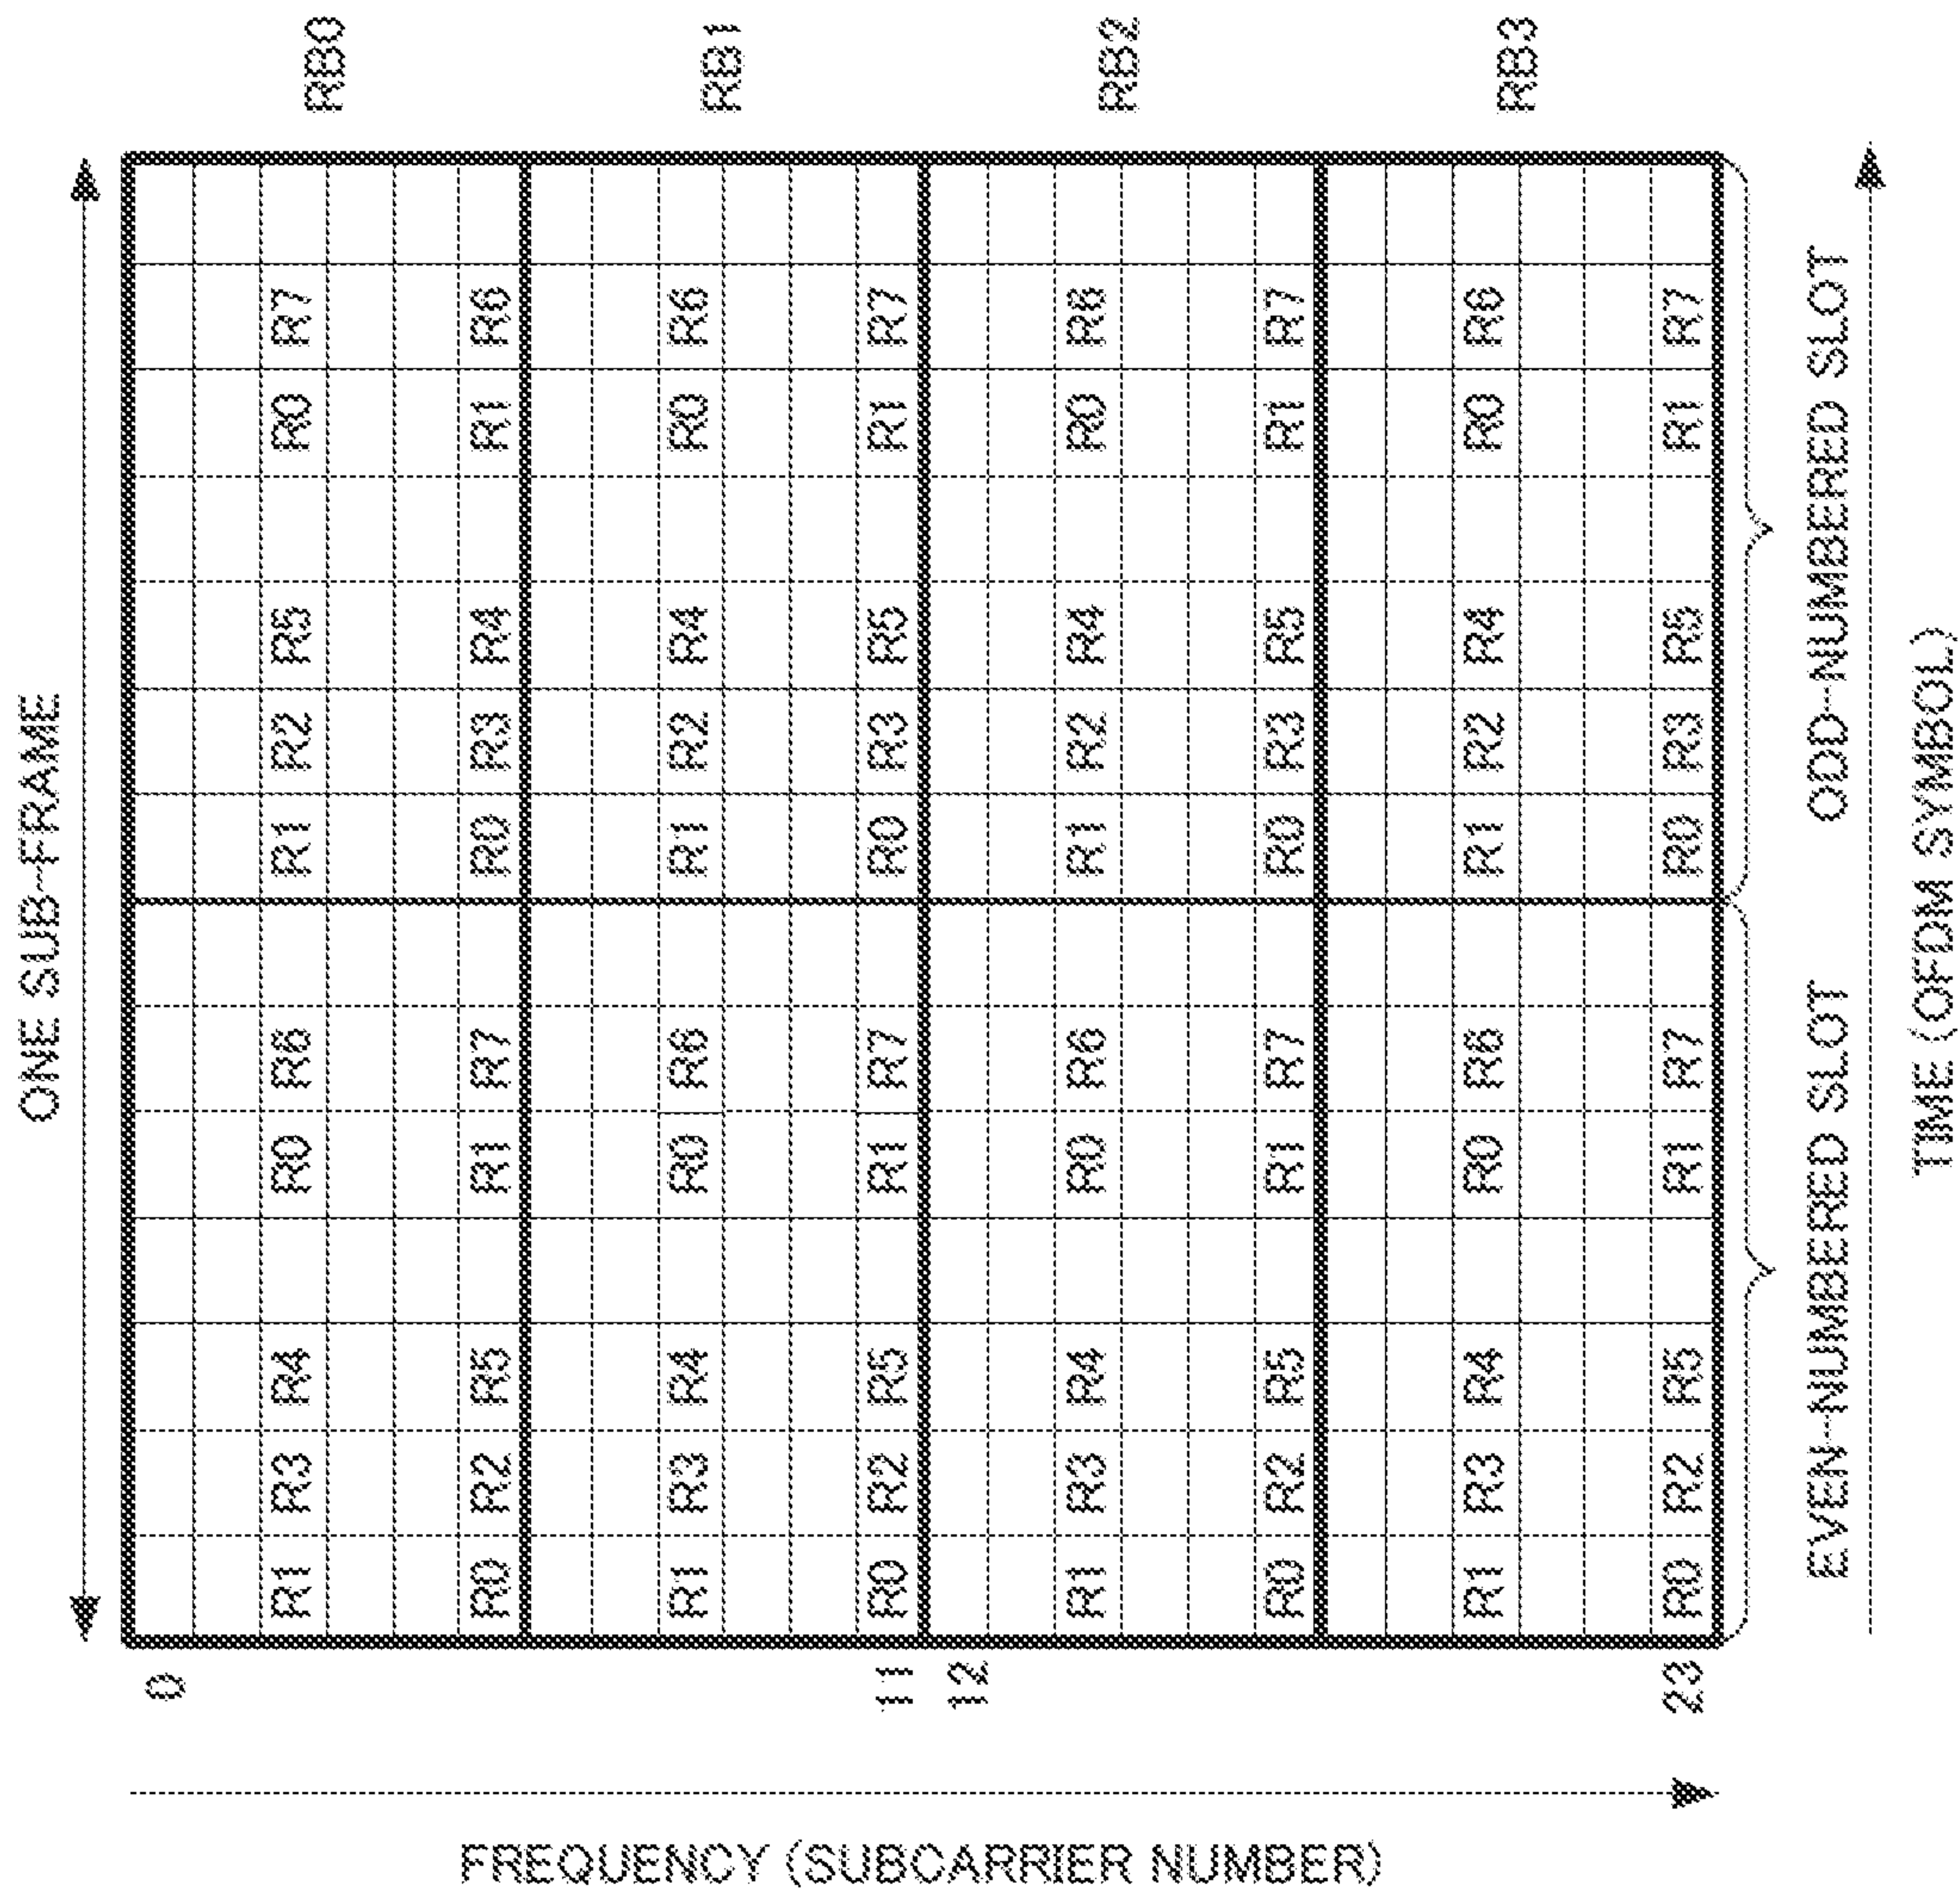 ONE SUB-FRAME
0
R1 R3 R4 R0 R6 R1 R2 R5 R0 R7
RB0
R0 R2 R5 R1 R7 R0 R3 R4 R1 R6
R1 R3 R4 R0 R6 R1 R2 R4 R0 R6
RB1
11 R0 R2 R5 R1 R7 R0 R3 R5 R1 R7
12
R1 R3 R4 R0 R6 R1 R2 R4 R0 R6
RB2
R0 R2 R5 R1 R7 R0 R3 R5 R1 R7
R1 R3 R4 R0 R6 R1 R2 R4 R0 R6
RB3
23 R0 R2 R5 R1 R7 R0 R3 R5 R1 R7
EVEN-NUMBERED SLOT ODD-NUMBERED SLOT
TIME (OFDM SYMBOL)
FREQUENCY (SUBCARRIER NUMBER)